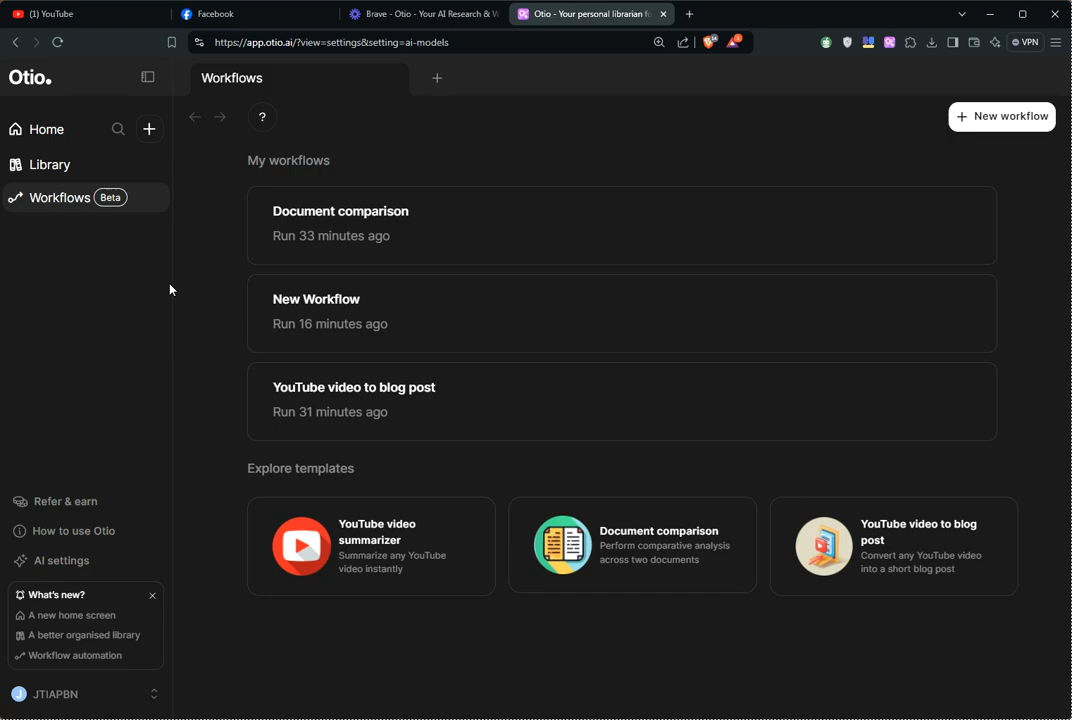 (1) YouTube
Facebook
Brave - Otio - Your AI Research & W
Otio - Your personal librarian fo
https://app.otio.ai/?view=settings&setting=ai-models
VPN
Otio.
Workflows
Home
Library
Workflows Beta
?
New workflow
My workflows
Document comparison
Run 33 minutes ago
New Workflow
Run 16 minutes ago
YouTube video to blog post
Run 31 minutes ago
Explore templates
YouTube video
summarizer
Summarize any YouTube
video instantly
Document comparison
Perform comparative analysis
across two documents
YouTube video to blog
post
Convert any YouTube video
into a short blog post
Refer & earn
How to use Otio
AI settings
What's new?
A new home screen
A better organised library
Workflow automation
J JTIAPBN